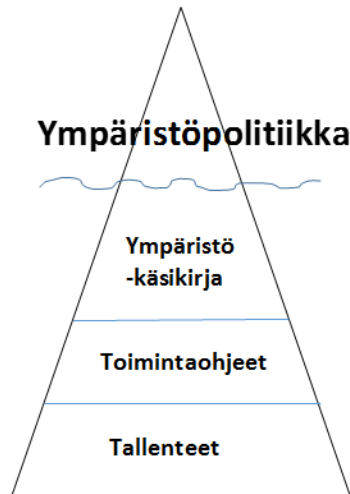 Ympäristöpolitiikka
Ympäristö
-käsikirja
Toimintaohjeet
Tallenteet